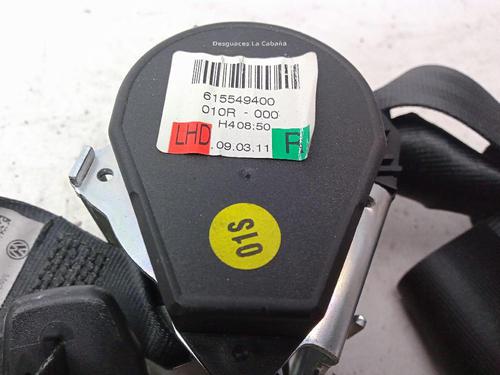 Desguaces La Cabaña
615549400
010R - 000
H408:50
LHD
R
.09.03.11
01S